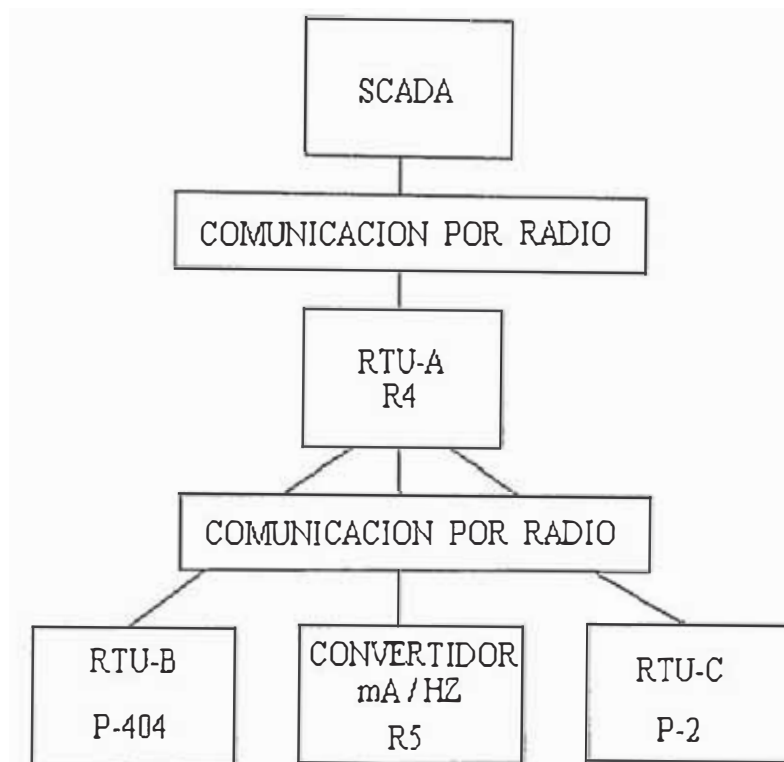 SCADA
COMUNICACION POR RADIO
RTU-A
R4
COMUNICACION POR RADIO
RTU-B
P-404
CONVERTIDOR
mA/HZ
R5
RTU-C
P-2